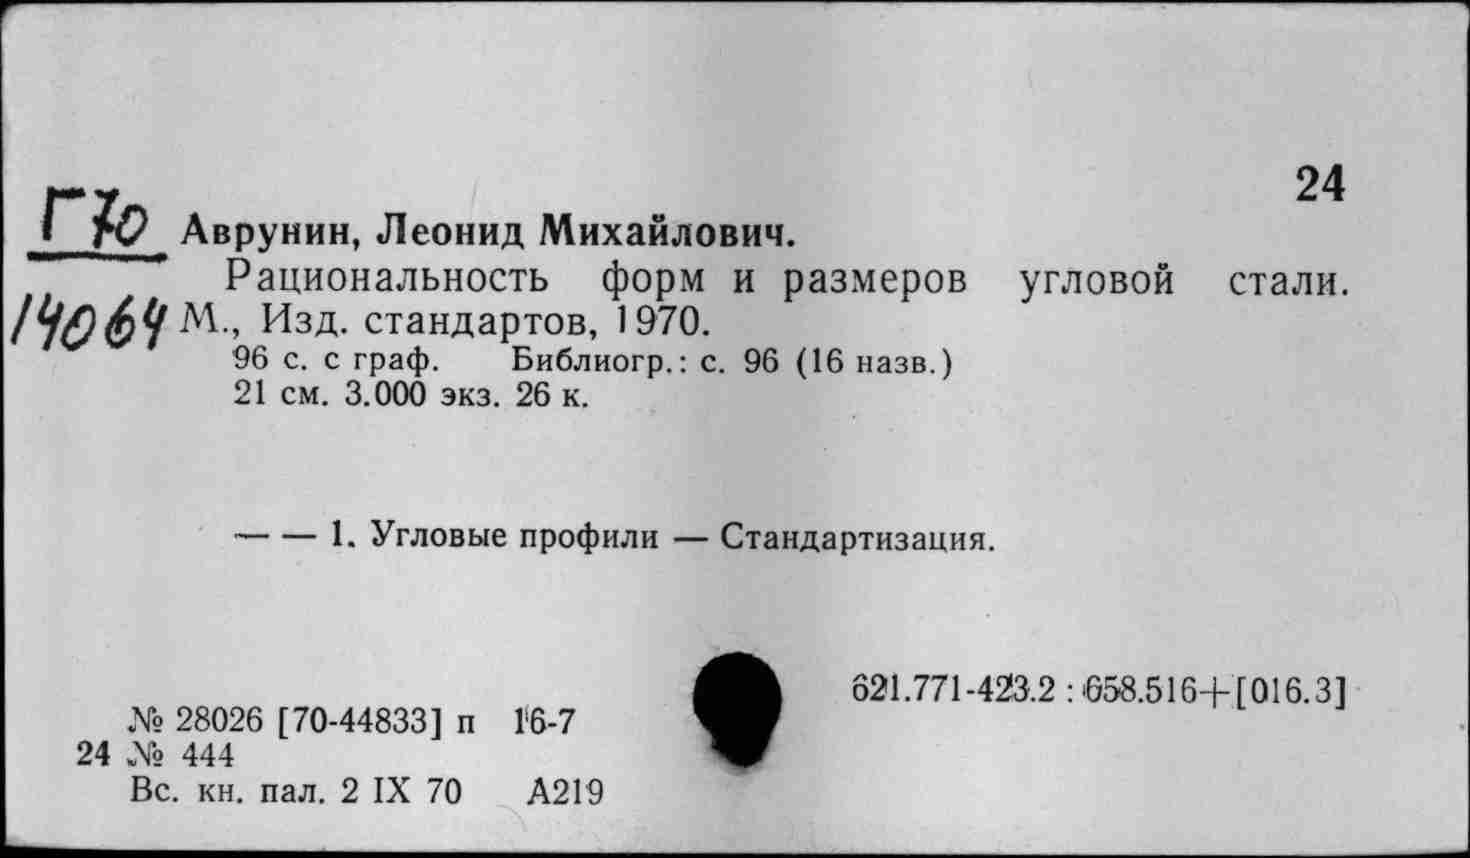 24
Г70
14064
Аврунин, Леонид Михайлович.
Рациональность форм и размеров угловой стали.
М., Изд. стандартов, 1970.
96 с. с граф. Библиогр.: с. 96 (16 назв.)
21 см. 3.000 экз. 26 к.
— — 1. Угловые профили — Стандартизация.
621.771-423.2 : 658.516+[016.3]
№ 28026 [70-44833] п 16-7
24 № 444
Вс. кн. пал. 2 IX 70 А219